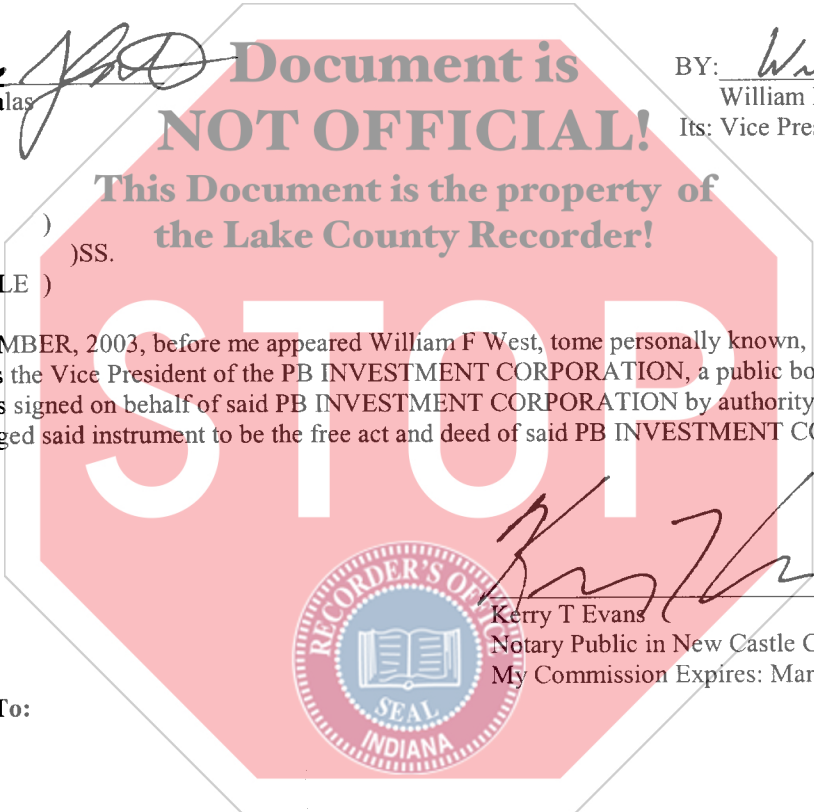 Document is
BY:
alas
William
NOT OFFICIAL!
Its: Vice Pres
This Document is the property of
)
the Lake County Recorder!
)SS.
LE )
STOP
MBER, 2003, before me appeared William F West, tome personally known,
s the Vice President of the PB INVESTMENT CORPORATION, a public bo
s signed on behalf of said PB INVESTMENT CORPORATION by authority
ged said instrument to be the free act and deed of said PB INVESTMENT CO
RECORDER'S OFFICE
SEAL
INDIANA
Kerry T Evans
Notary Public in New Castle C
My Commission Expires: Mar
To: